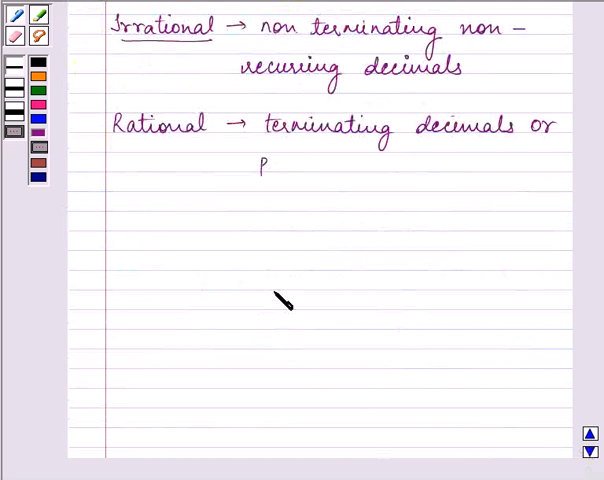 Irrational → non terminating non -
recurring decimals
Rational → terminating decimals or
P